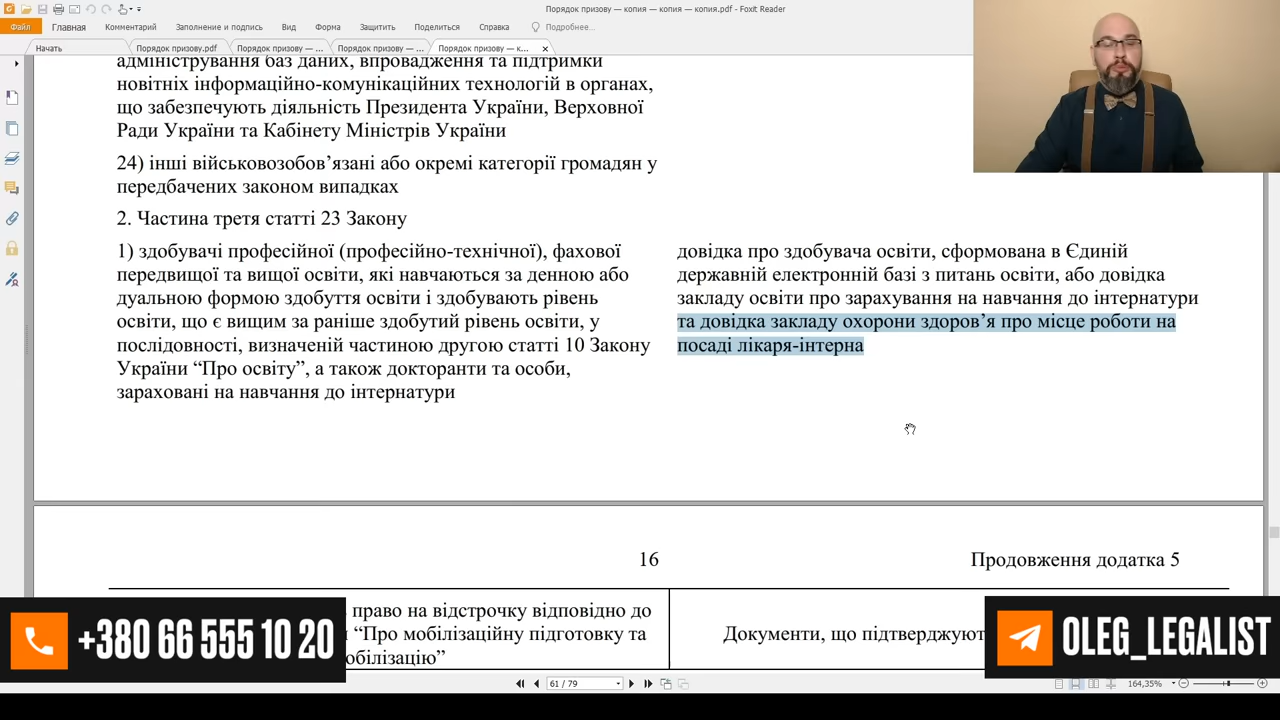 Порядок призову — копия — копия — копия.pdf - Foxit Reader
Файл Главная Комментарий Заполнение и подпись Вид Форма Защитить Поделиться Справка Подробнее...
Начать Порядок призову.pdf Порядок призову — ... Порядок призову — ... Порядок призову — к...
адміністрування баз даних, впровадження та підтримки
новітніх інформаційно-комунікаційних технологій в органах,
що забезпечують діяльність Президента України, Верховної
Ради України та Кабінету Міністрів України
24) інші військовозобов’язані або окремі категорії громадян у
передбачених законом випадках
2. Частина третя статті 23 Закону
1) здобувачі професійної (професійно-технічної), фахової
передвищої та вищої освіти, які навчаються за денною або
дуальною формою здобуття освіти і здобувають рівень
освіти, що є вищим за раніше здобутий рівень освіти, у
послідовності, визначеній частиною другою статті 10 Закону
України “Про освіту”, а також докторанти та особи,
зараховані на навчання до інтернатури
довідка про здобувача освіти, сформована в Єдиній
державній електронній базі з питань освіти, або довідка
закладу освіти про зарахування на навчання до інтернатури
та довідка закладу охорони здоров’я про місце роботи на
посаді лікаря-інтерна
16
Продовження додатка 5
право на відстрочку відповідно до
“Про мобілізаційну підготовку та
обілізацію”
Документи, що підтверджують
+380 66 555 10 20
OLEG_LEGALIST
61 / 79
164,35%